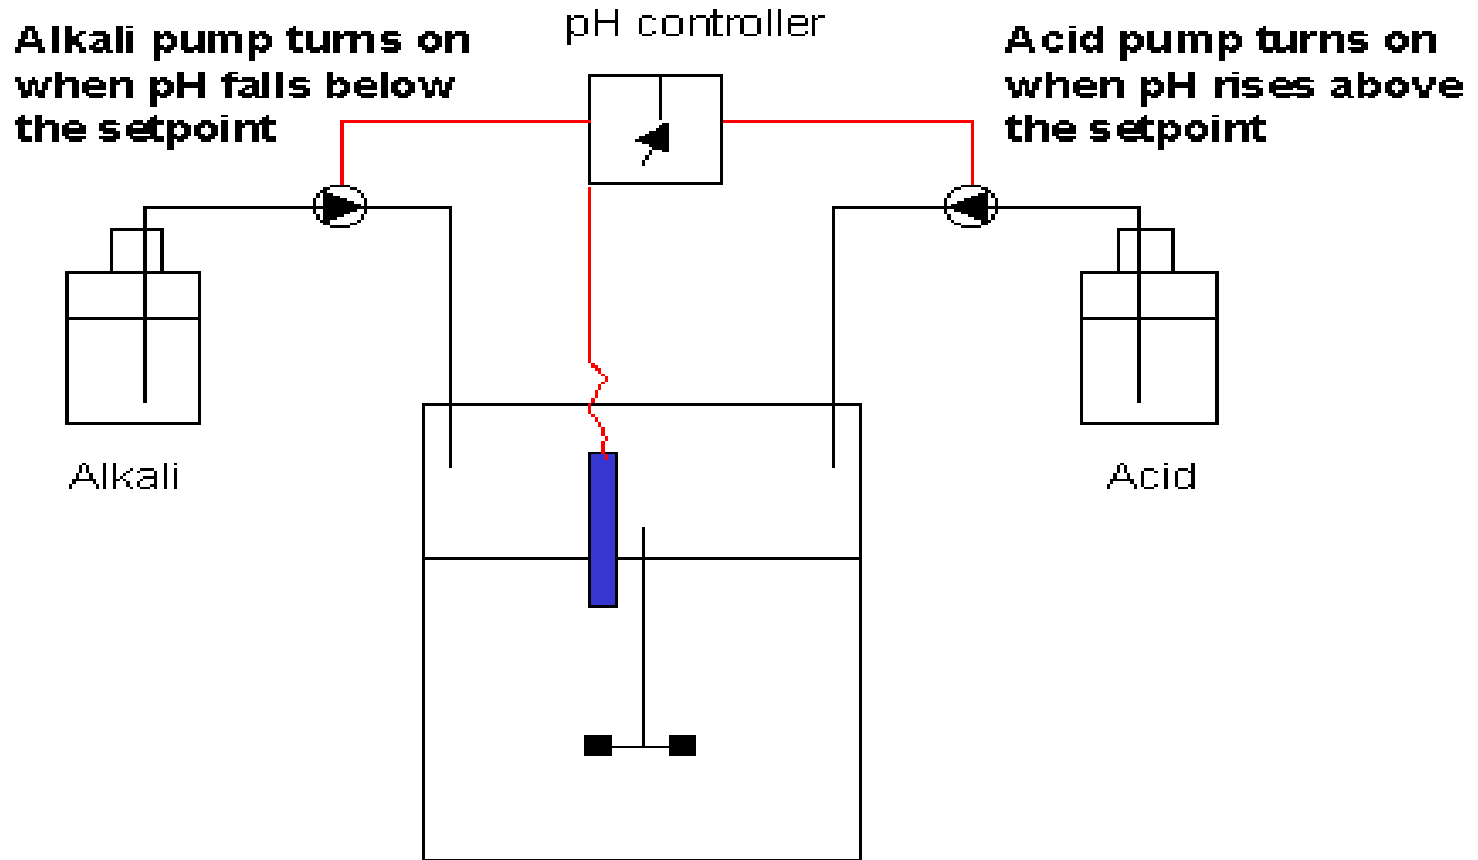 Alkali pump turns on
when pH falls below
the setpoint
pH controller
Acid pump turns on
when pH rises above
the setpoint
Alkali
Acid